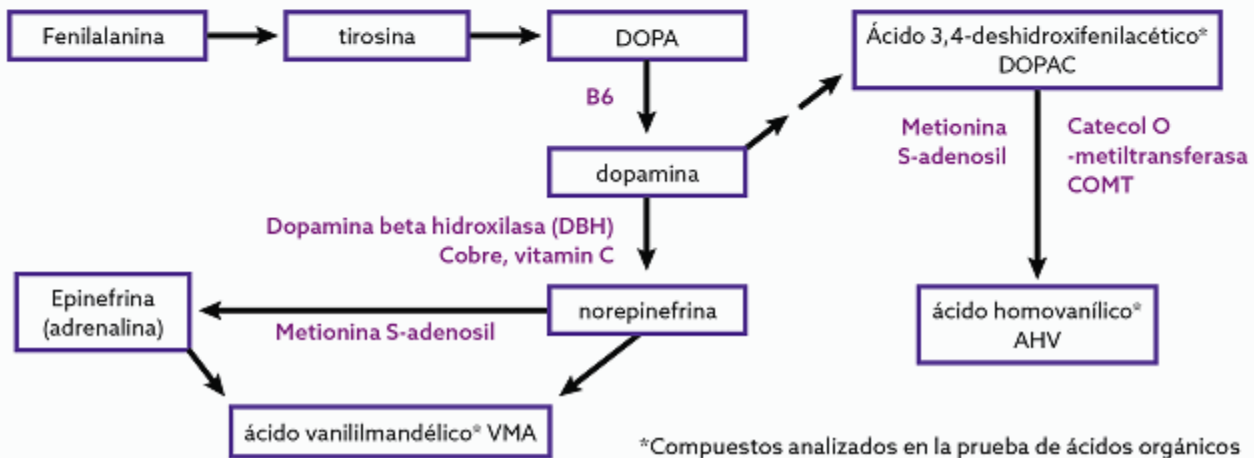 Fenilalanina
tirosina
DOPA
Ácido 3,4-deshidroxifenilacético*
DOPAC
B6
Metionina
S-adenosil
Catecol O
-metiltransferasa
COMT
dopamina
Dopamina beta hidroxilasa (DBH)
Cobre, vitamin C
Epinefrina
(adrenalina)
Metionina S-adenosil
norepinefrina
ácido homovanílico*
AHV
ácido vanililmandélico* VMA
*Compuestos analizados en la prueba de ácidos orgánicos